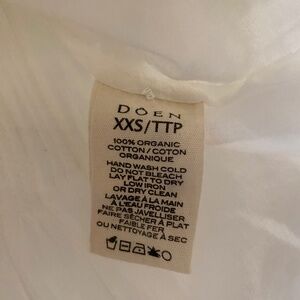 DÔEN
XXS/TTP
100% ORGANIC
COTTON / COTON
ORGANIQUE
HAND WASH COLD
DO NOT BLEACH
LAY FLAT TO DRY
LOW IRON
OR DRY CLEAN
LAVAGE À LA MAIN
À L'EAU FROIDE
NE PAS JAVELLISER
FAIRE SÉCHER À PLAT
FAIBLE FER
OU NETTOYAGE À SEC